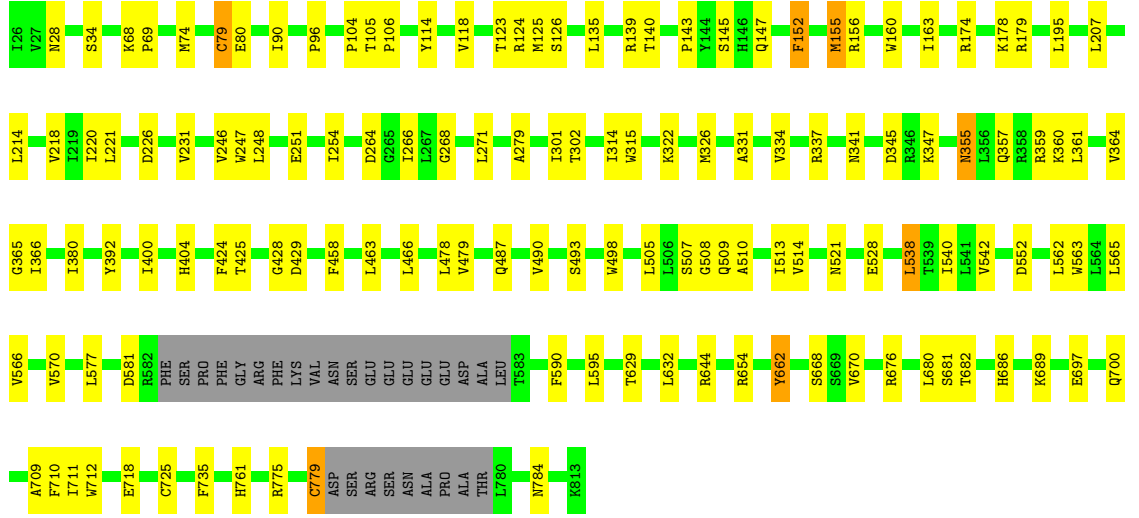 I26 V27 N28 S34 K68 P69 M74 C79 E80 I90 P96 P104 T105 P106 Y114 V118 T123 R124 M125 S126 L135 R139 T140 P143 Y144 S145 H146 Q147 F152 M155 R156 W160 I163 R174 K178 R179 L195 L207
L214 V218 I219 I220 L221 D226 V231 V246 W247 L248 E251 I254 D264 G265 I266 L267 G268 L271 A279 I301 T302 I314 W315 K322 M326 A331 V334 R337 N341 D345 R346 K347 N355 L356 Q357 R358 R359 K360 L361 V364
G365 I366 I380 Y392 I400 H404 F424 T425 G428 D429 F458 L463 L466 L478 V479 Q487 V490 S493 W498 L505 L506 S507 G508 Q509 A510 I513 V514 N521 E528 L538 T539 I540 L541 V542 D552 L562 W563 L564 L565
V566 V570 L577 D581 R582 PHE SER PRO PHE GLY ARG PHE LYS VAL ASN SER GLU GLU GLU GLU ASP ALA LEU T583 F590 L595 T629 L632 R644 R654 Y662 S668 S669 V670 R676 L680 S681 T682 H686 K689 E697 Q700
A709 F710 I711 W712 E718 C725 F735 H761 R775 C779 ASP SER ARG SER ASN ALA PRO ALA THR L780 N784 K813